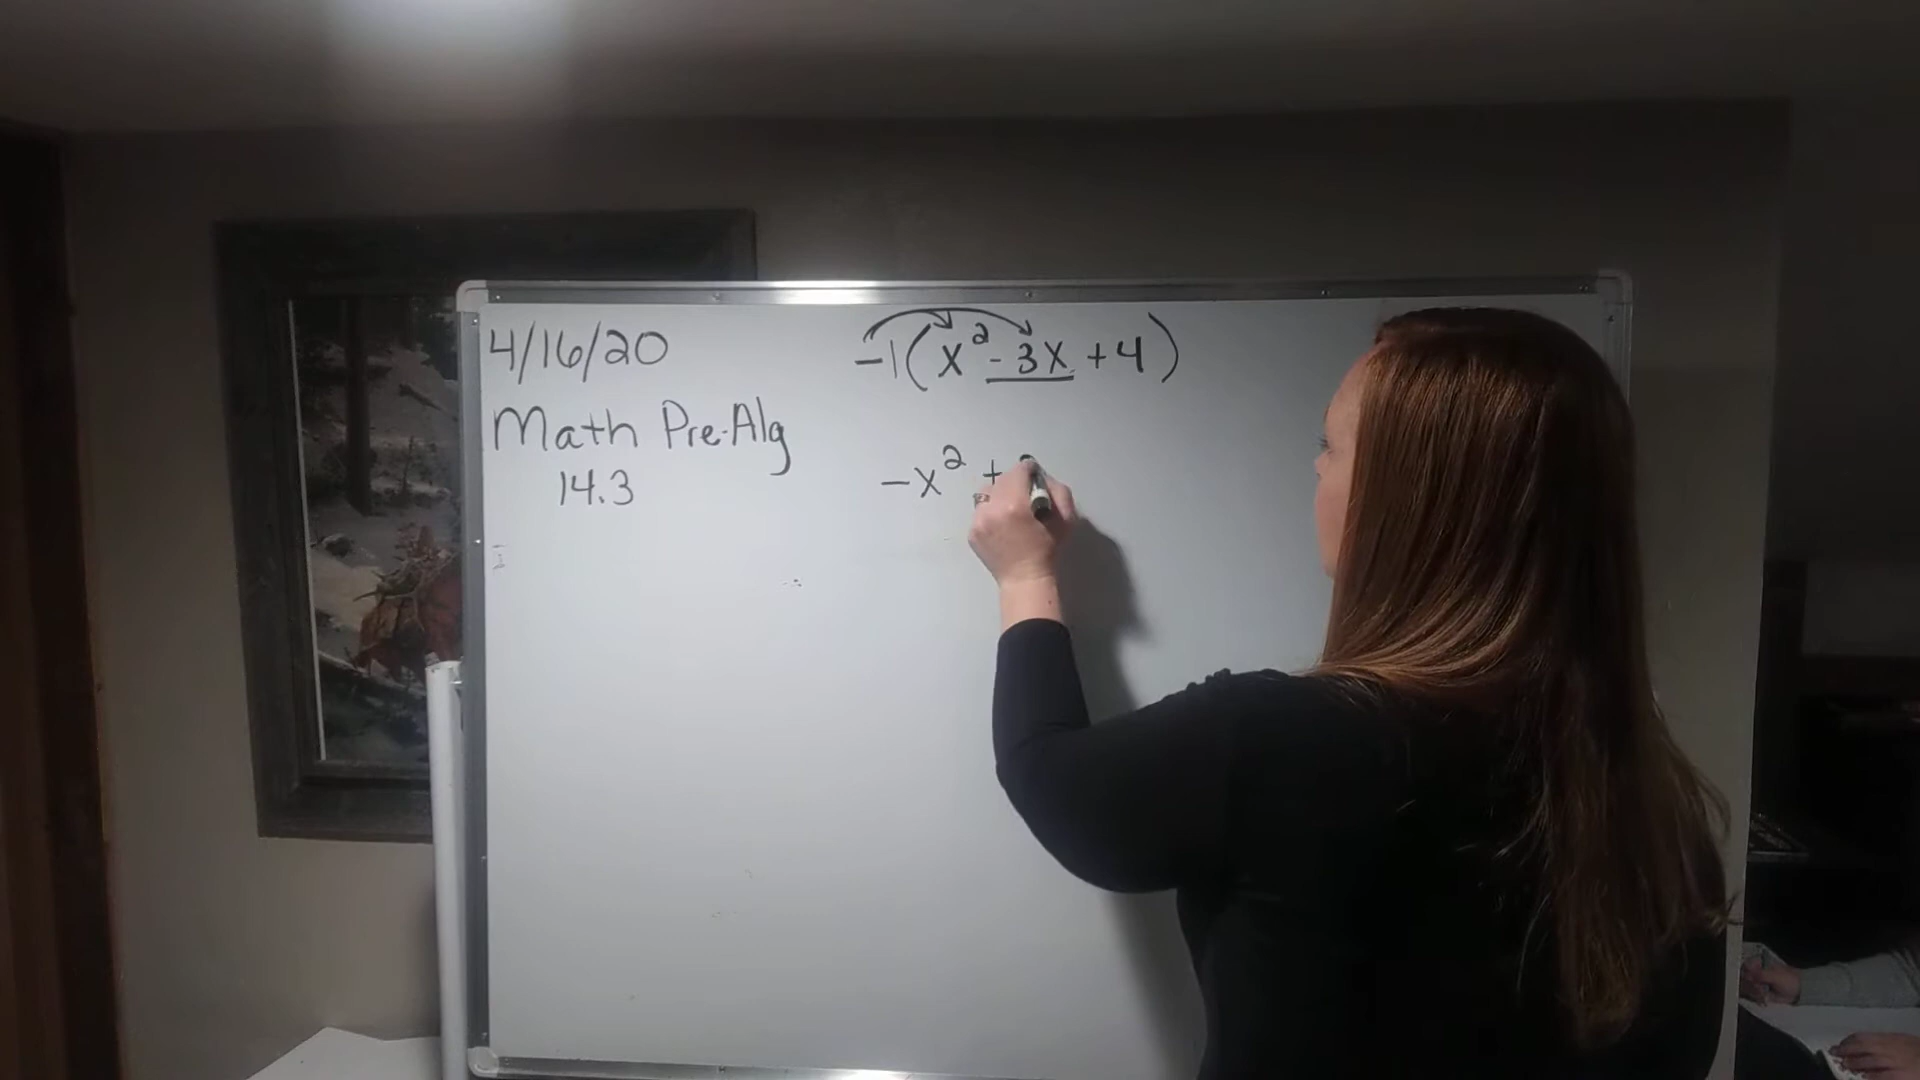 4/16/20
Math Pre-Alg
14.3
-1(x² - 3x + 4)
-x² +